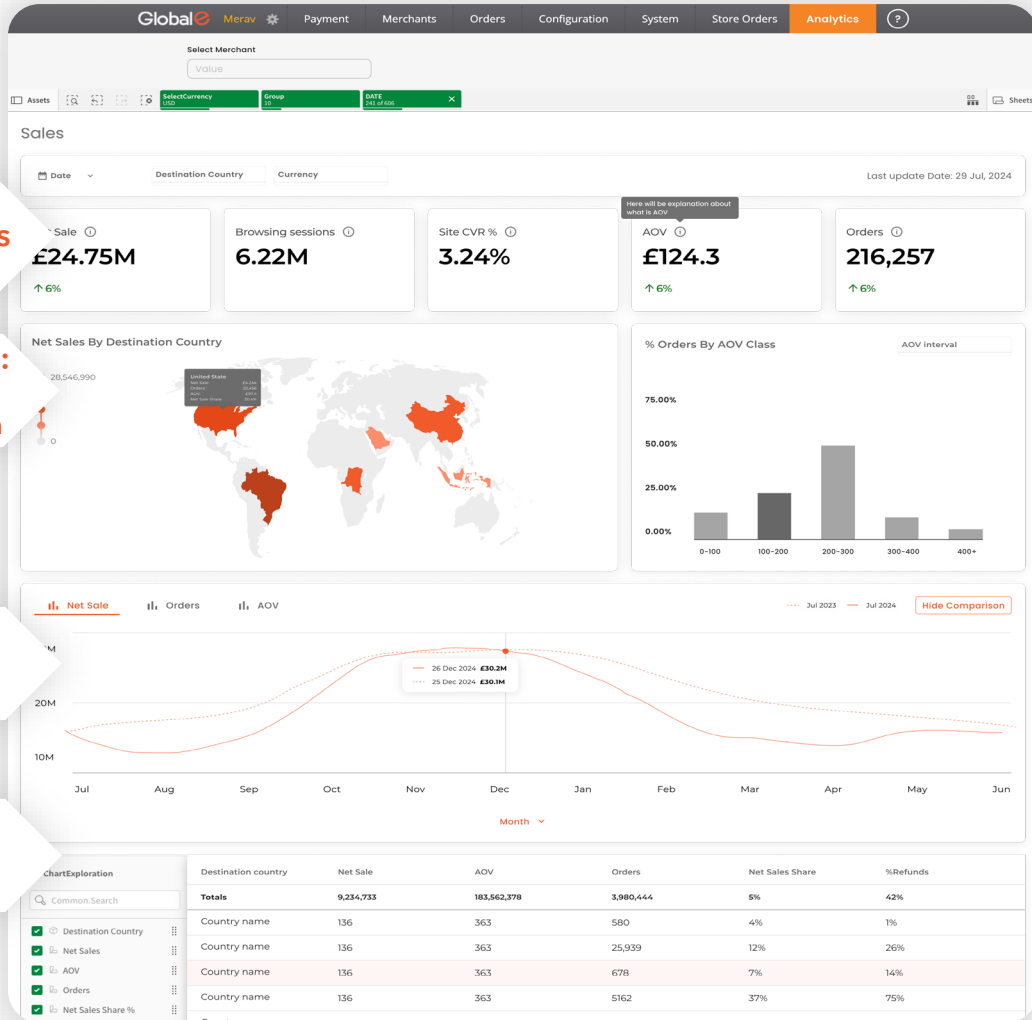 Global
Merav
Payment
Merchants
Orders
Configuration
System
Store Orders
Analytics
?
Select Merchant
Value
Assets
SelectCurrency
USD
Group
10
DATE
241 of 606
Sheets
Sales
Date
Destination Country
Currency
Last update Date: 29 Jul, 2024
Here will be explanation about
what is AOV
s
Sale
£24.75M
↑ 6%
Browsing sessions
6.22M
Site CVR %
3.24%
AOV
£124.3
↑ 6%
Orders
216,257
↑ 6%
Net Sales By Destination Country
:
28,546,990
0
United State
Net Sale
Orders
AOV
Net Sale Share
% Orders By AOV Class
AOV interval
75.00%
50.00%
25.00%
0.00%
0-100 100-200 200-300 300-400 400+
Net Sale
Orders
AOV
Jul 2023
Jul 2024
Hide Comparison
M
20M
10M
26 Dec 2024 £30.2M
25 Dec 2024 £30.1M
Jul Aug Sep Oct Nov Dec Jan Feb Mar Apr May Jun
Month
ChartExploration
Common.Search
Destination Country
Net Sales
AOV
Orders
Net Sales Share %
Destination country Net Sale AOV Orders Net Sales Share %Refunds
Totals 9,234,733 183,562,378 3,980,444 5% 42%
Country name 136 363 580 4% 1%
Country name 136 363 25,939 12% 26%
Country name 136 363 678 7% 14%
Country name 136 363 5162 37% 75%